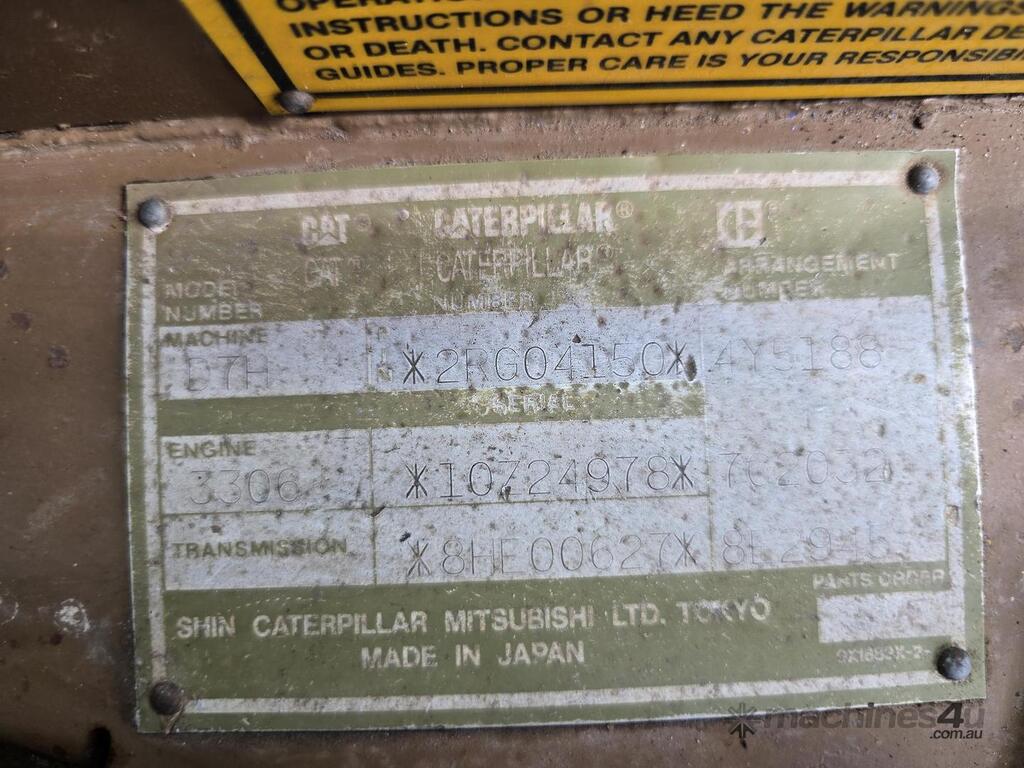 INSTRUCTIONS OR HEED THE WARNINGS
OR DEATH. CONTACT ANY CATERPILLAR DE
GUIDES. PROPER CARE IS YOUR RESPONSIBI
CAT® CATERPILLAR®
CAT® CATERPILLAR® ARRANGEMENT
MODEL NUMBER NUMBER
NUMBER
MACHINE
D7H *2RG04150* 4Y5188
SERIAL
ENGINE
3306 *10Z24978* 7C2032
TRANSMISSION *8HF00627*
PARTS ORDER
SHIN CATERPILLAR MITSUBISHI LTD. TOKYO
MADE IN JAPAN
machines4u
.com.au